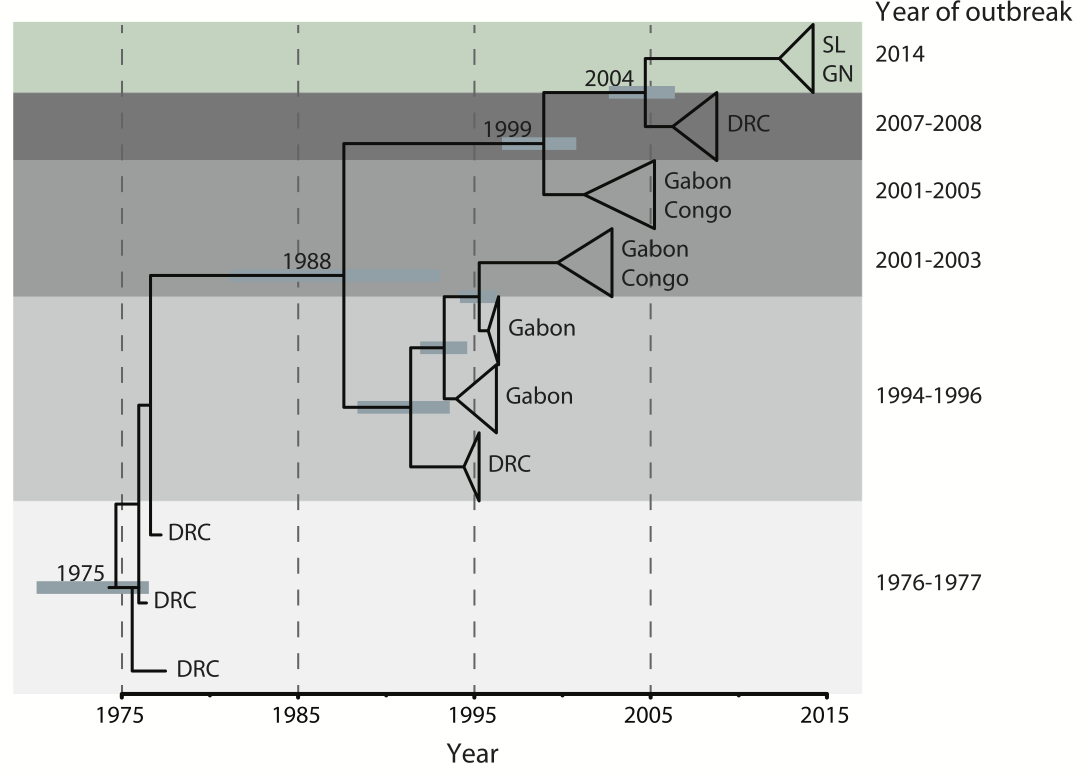 Year of outbreak
SL
GN
2014
2004
DRC
2007-2008
1999
Gabon
Congo
2001-2005
Gabon
Congo
2001-2003
1988
Gabon
Gabon
1994-1996
DRC
DRC
1975
DRC
1976-1977
DRC
1975 1985 1995 2005 2015
Year